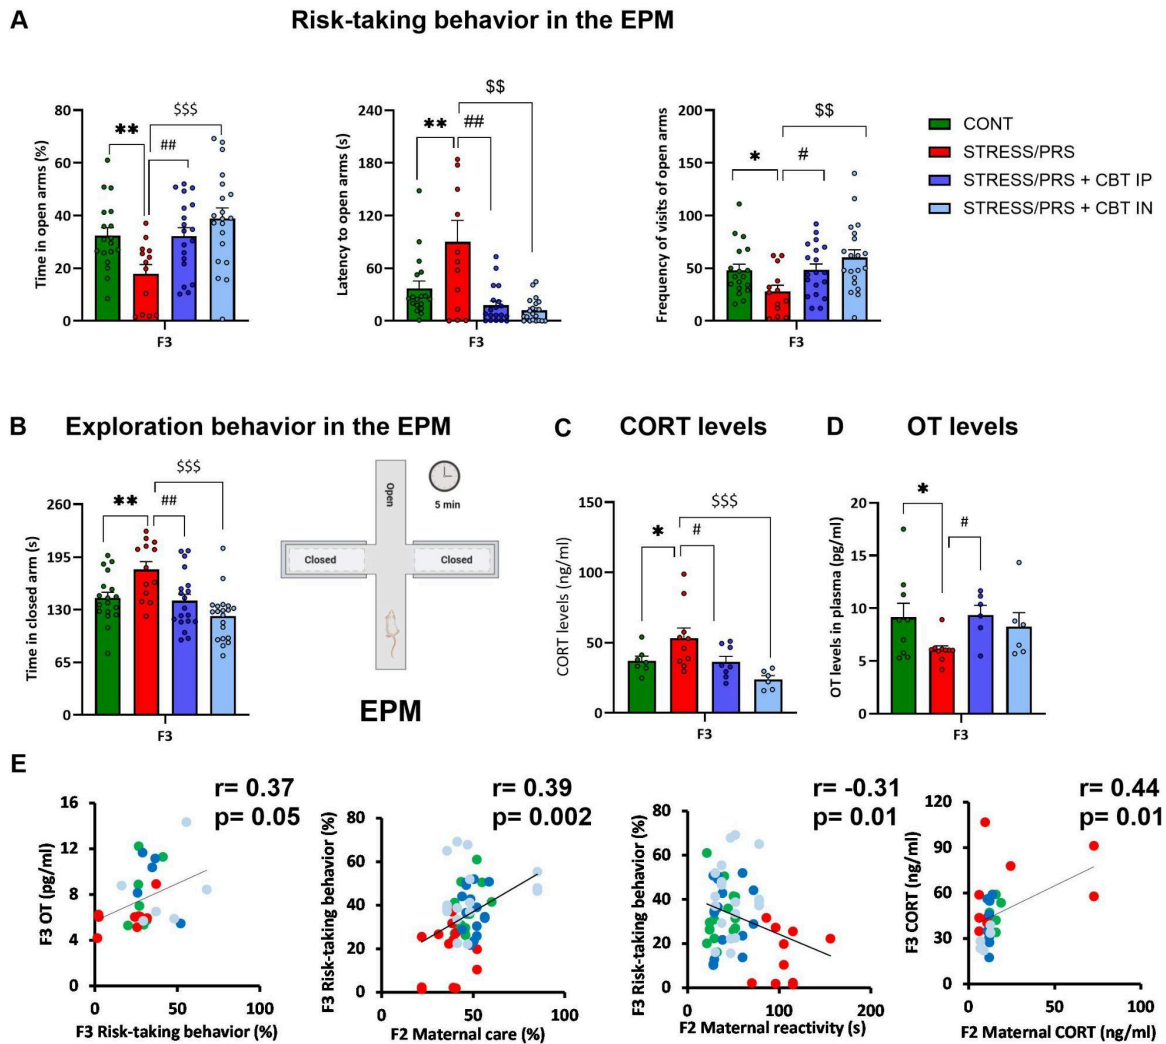 A
Risk-taking behavior in the EPM
Time in open arms (%)
80
60
40
20
0
**
##
$$$
F3
Latency to open arms (s)
240
180
120
60
0
**
##
$$
F3
Frequency of visits of open arms
200
150
100
50
0
*
#
$$
F3
CONT
STRESS/PRS
STRESS/PRS + CBT IP
STRESS/PRS + CBT IN
B
Exploration behavior in the EPM
Time in closed arm (s)
260
195
130
65
0
**
##
$$$
F3
Open
Closed
Closed
5 min
EPM
C
CORT levels
CORT levels (ng/ml)
150
100
50
0
*
#
$$$
F3
D
OT levels
OT levels in plasma (pg/ml)
20
15
10
5
0
*
#
F3
E
r= 0.37
p= 0.05
F3 OT (pg/ml)
16
12
8
4
0
0
50
100
F3 Risk-taking behavior (%)
r= 0.39
p= 0.002
F3 Risk-taking behavior (%)
80
60
40
20
0
0
50
100
F2 Maternal care (%)
r= -0.31
p= 0.01
F3 Risk-taking behavior (%)
80
60
40
20
0
0
100
200
F2 Maternal reactivity (s)
r= 0.44
p= 0.01
F3 CORT (ng/ml)
120
90
60
30
0
0
50
100
F2 Maternal CORT (ng/ml)